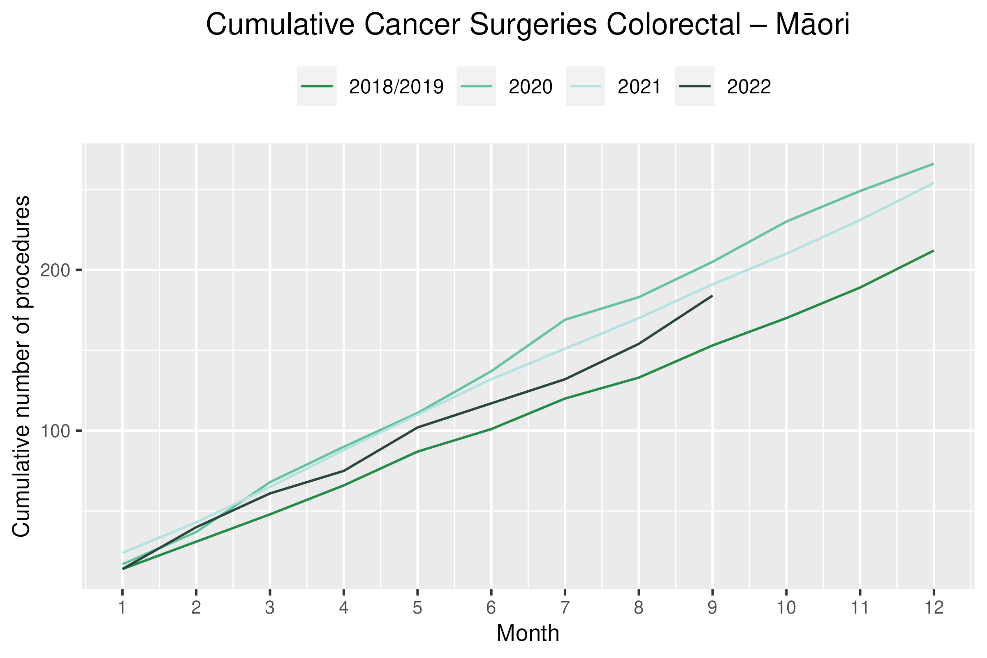 Cumulative Cancer Surgeries Colorectal – Māori
2018/2019 2020 2021 2022
Cumulative number of procedures
200
100
1 2 3 4 5 6 7 8 9 10 11 12
Month